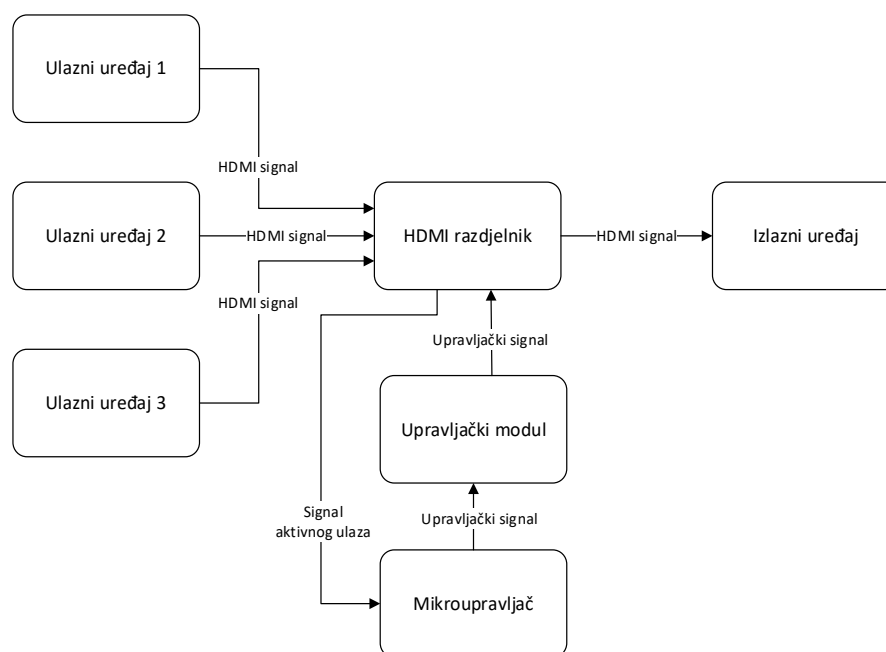 Ulazni uređaj 1
HDMI signal
Ulazni uređaj 2
HDMI signal
HDMI razdjelnik
HDMI signal
Izlazni uređaj
HDMI signal
Ulazni uređaj 3
Upravljački signal
Upravljački modul
Signal
aktivnog ulaza
Upravljački signal
Mikroupravljač